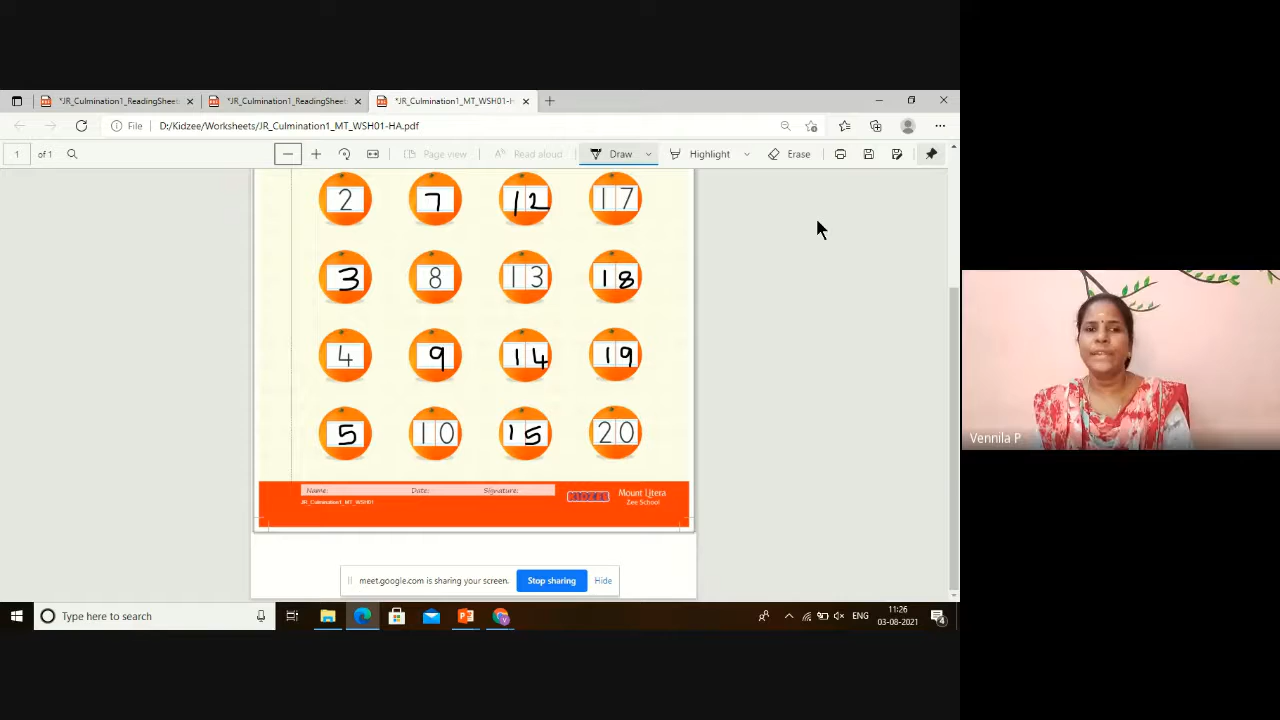 *JR_Culmination1_ReadingSheet
*JR_Culmination1_ReadingSheet
*JR_Culmination1_MT_WSH01-H
File D:/Kidzee/Worksheets/JR_Culmination1_MT_WSH01-HA.pdf
1 of 1 Page view Read aloud Draw Highlight Erase
2 7 12 17
3 8 13 18
4 9 14 19
5 10 15 20
Name: Date: Signature:
JR_Culmination1_MT_WSH01
KIDZEE
Mount Litera
Zee School
meet.google.com is sharing your screen. Stop sharing Hide
Vennila P
Type here to search
ENG
11:26
03-08-2021
4